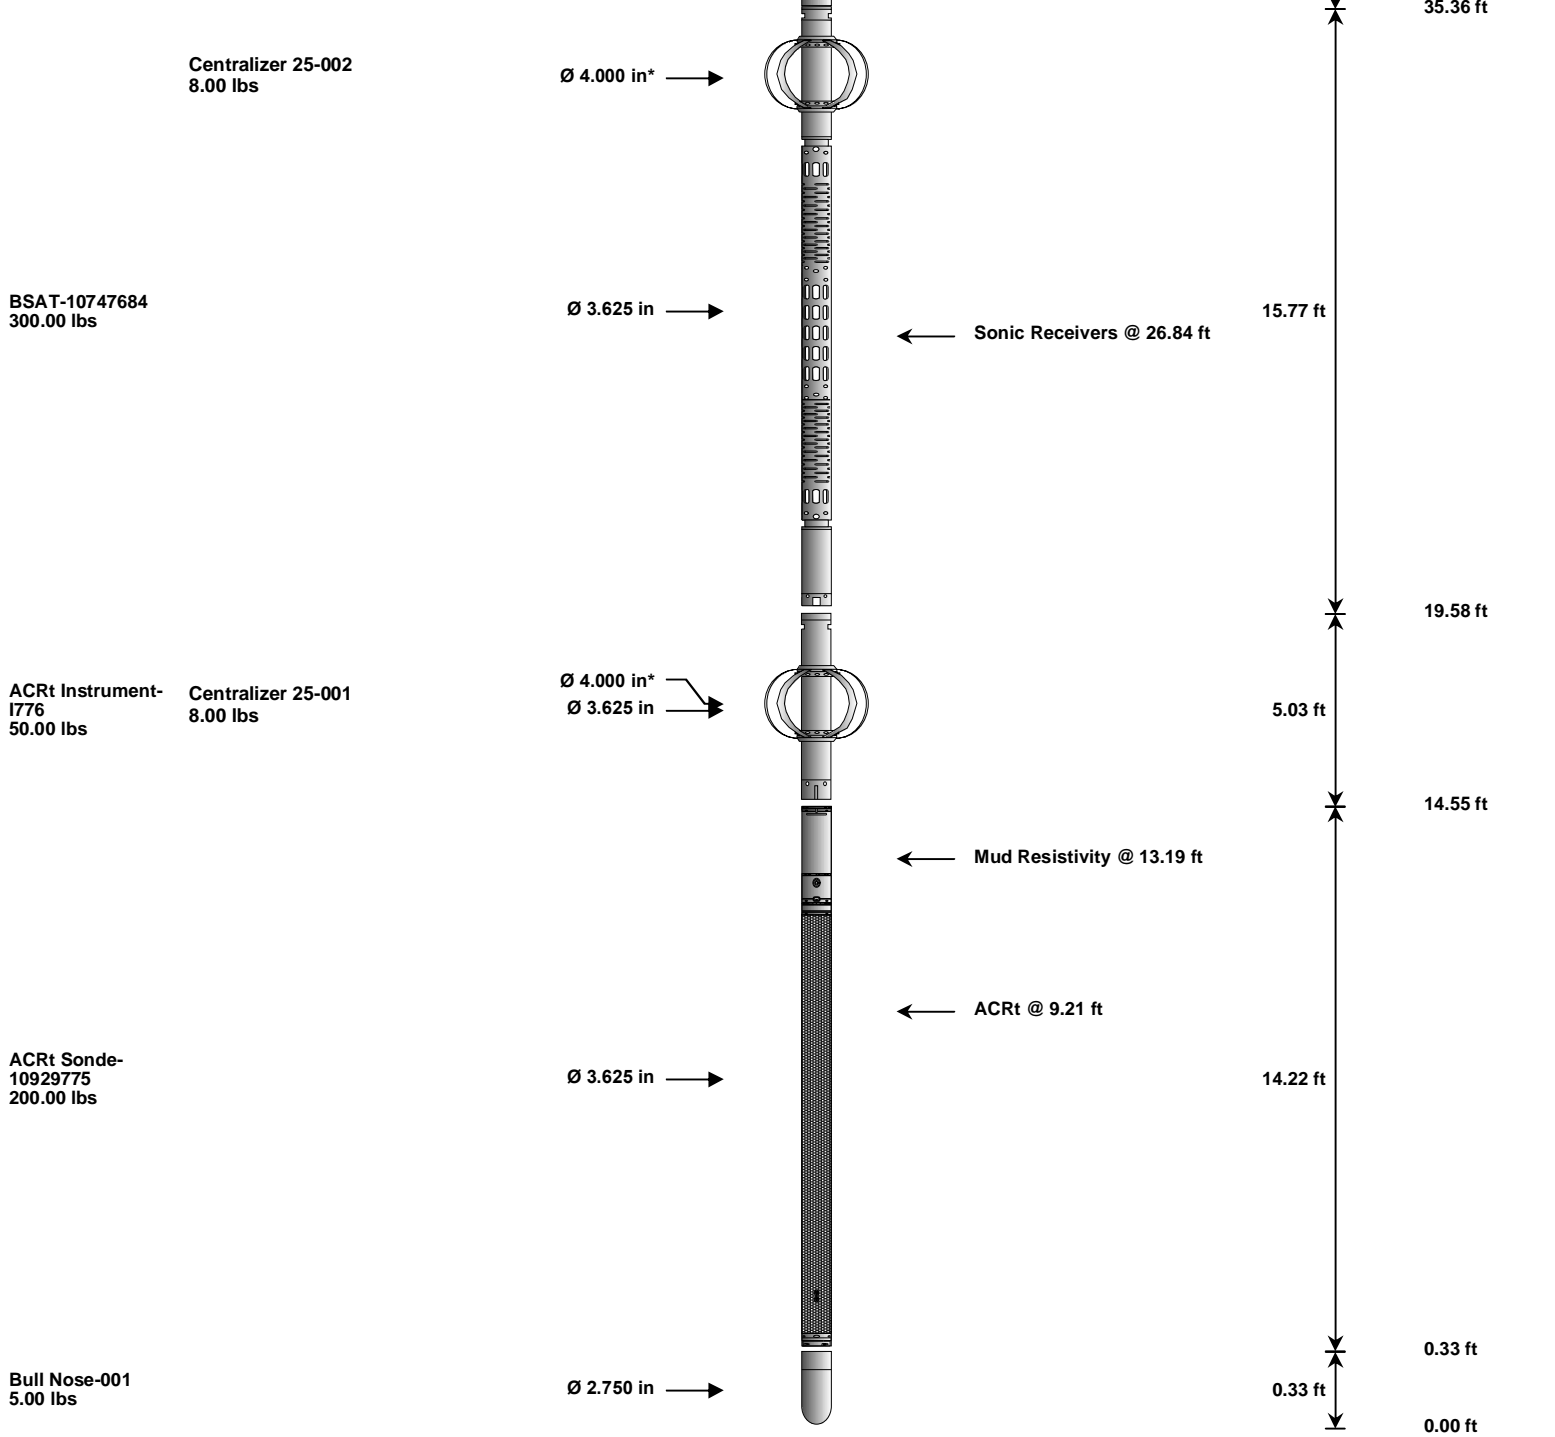 35.36 ft
Centralizer 25-002
8.00 lbs
Ø 4.000 in*
BSAT-10747684
300.00 lbs
Ø 3.625 in
15.77 ft
Sonic Receivers @ 26.84 ft
19.58 ft
ACRt Instrument-
I776
50.00 lbs
Centralizer 25-001
8.00 lbs
Ø 4.000 in*
Ø 3.625 in
5.03 ft
14.55 ft
Mud Resistivity @ 13.19 ft
ACRt @ 9.21 ft
ACRt Sonde-
10929775
200.00 lbs
Ø 3.625 in
14.22 ft
0.33 ft
Bull Nose-001
5.00 lbs
Ø 2.750 in
0.33 ft
0.00 ft